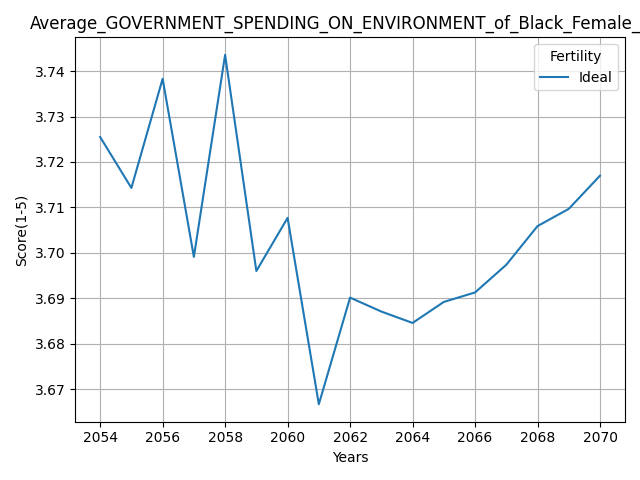 Average_GOVERNMENT_SPENDING_ON_ENVIRONMENT_of_Black_Female_
Fertility
Ideal
3.74
3.73
3.72
3.71
3.70
3.69
3.68
3.67
Score(1-5)
2054 2056 2058 2060 2062 2064 2066 2068 2070
Years